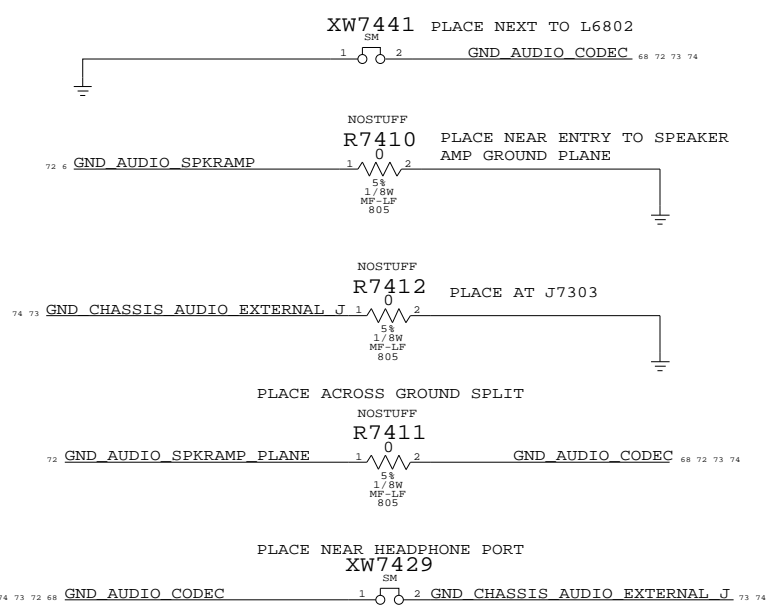 XW7441 PLACE NEXT TO L6802
SM
1 2 GND_AUDIO_CODEC 68 72 73 74
NOSTUFF
R7410 PLACE NEAR ENTRY TO SPEAKER
0 AMP GROUND PLANE
72 6 GND_AUDIO_SPKRAMP 1 2
5%
1/8W
MF-LF
805
NOSTUFF
R7412 PLACE AT J7303
0
74 73 GND_CHASSIS_AUDIO_EXTERNAL_J 1 2
5%
1/8W
MF-LF
805
PLACE ACROSS GROUND SPLIT
NOSTUFF
R7411
0
72 GND_AUDIO_SPKRAMP_PLANE 1 2 GND_AUDIO_CODEC 68 72 73 74
5%
1/8W
MF-LF
805
PLACE NEAR HEADPHONE PORT
XW7429
SM
74 73 72 68 GND_AUDIO_CODEC 1 2 GND_CHASSIS_AUDIO_EXTERNAL_J 73 74